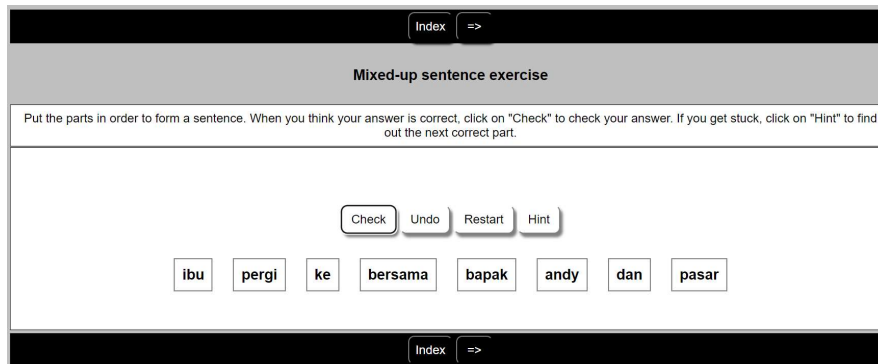 Index =>
Mixed-up sentence exercise
Put the parts in order to form a sentence. When you think your answer is correct, click on "Check" to check your answer. If you get stuck, click on "Hint" to find
out the next correct part.
Check Undo Restart Hint
ibu pergi ke bersama bapak andy dan pasar
Index =>